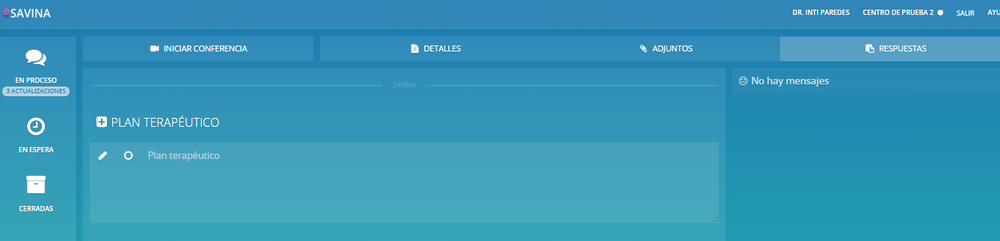 SAVINA
DR. INTI PAREDES CENTRO DE PRUEBA 2 SALIR AYU
INICIAR CONFERENCIA DETALLES ADJUNTOS RESPUESTAS
EN PROCESO
3 ACTUALIZACIONES
EN ESPERA
CERRADAS
SAVINA
PLAN TERAPÉUTICO
Plan terapéutico
No hay mensajes